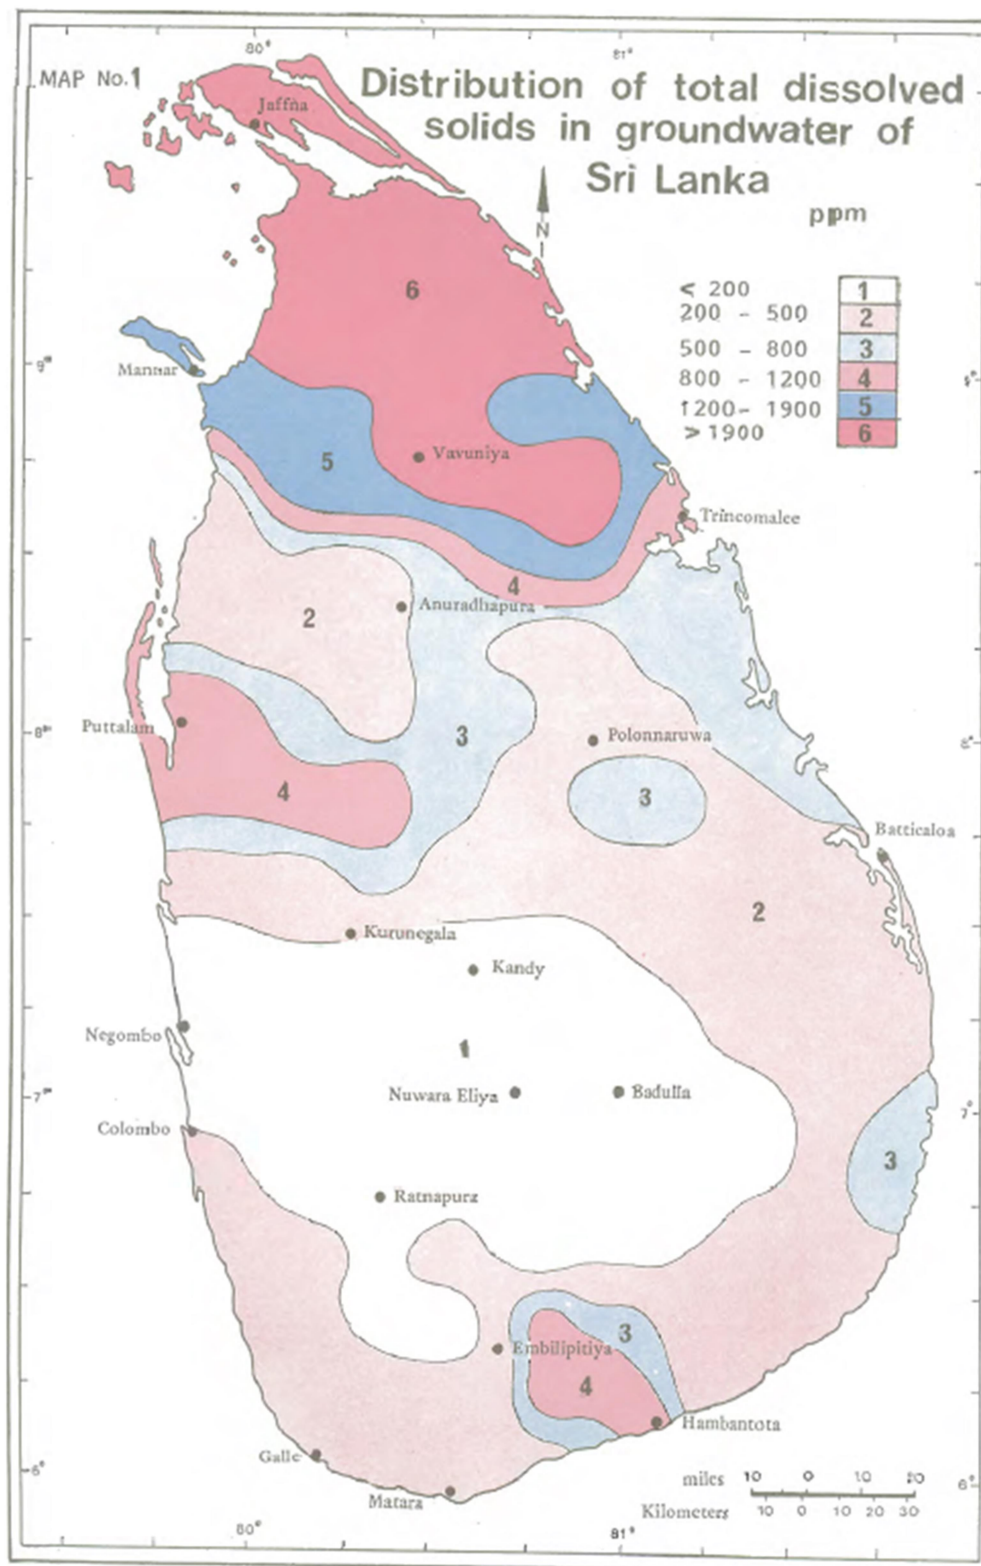 80°
81°
MAP No.1
Distribution of total dissolved
solids in groundwater of
Sri Lanka
ppm
N
< 200 1
200 - 500 2
500 - 800 3
800 - 1200 4
1200- 1900 5
> 1900 6
Jaffna
6
9°
9°
Mannar
5
Vavuniya
Trincomalee
4
2
Anuradhapura
Puttalam
8°
8°
3
Polonnaruwa
4
3
Batticaloa
2
Kurunegala
Kandy
Negombo
1
Nuwara Eliya
Badulla
7°
7°
Colombo
3
Ratnapura
3
Embilipitiya
4
Hambantota
Galle
6°
6°
Matara
miles 10 0 10 20
Kilometers 10 0 10 20 30
80°
81°